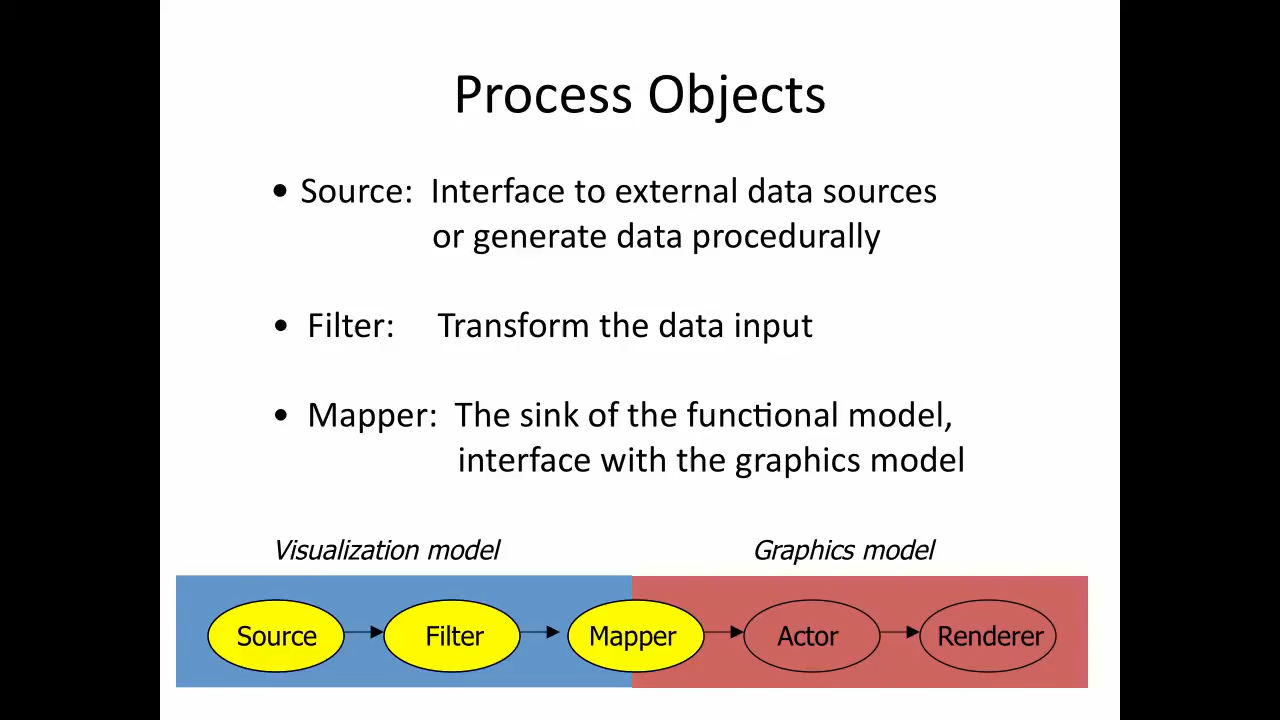 Process Objects
• Source: Interface to external data sources
or generate data procedurally
• Filter: Transform the data input
• Mapper: The sink of the functional model,
interface with the graphics model
Visualization model Graphics model
Source Filter Mapper Actor Renderer